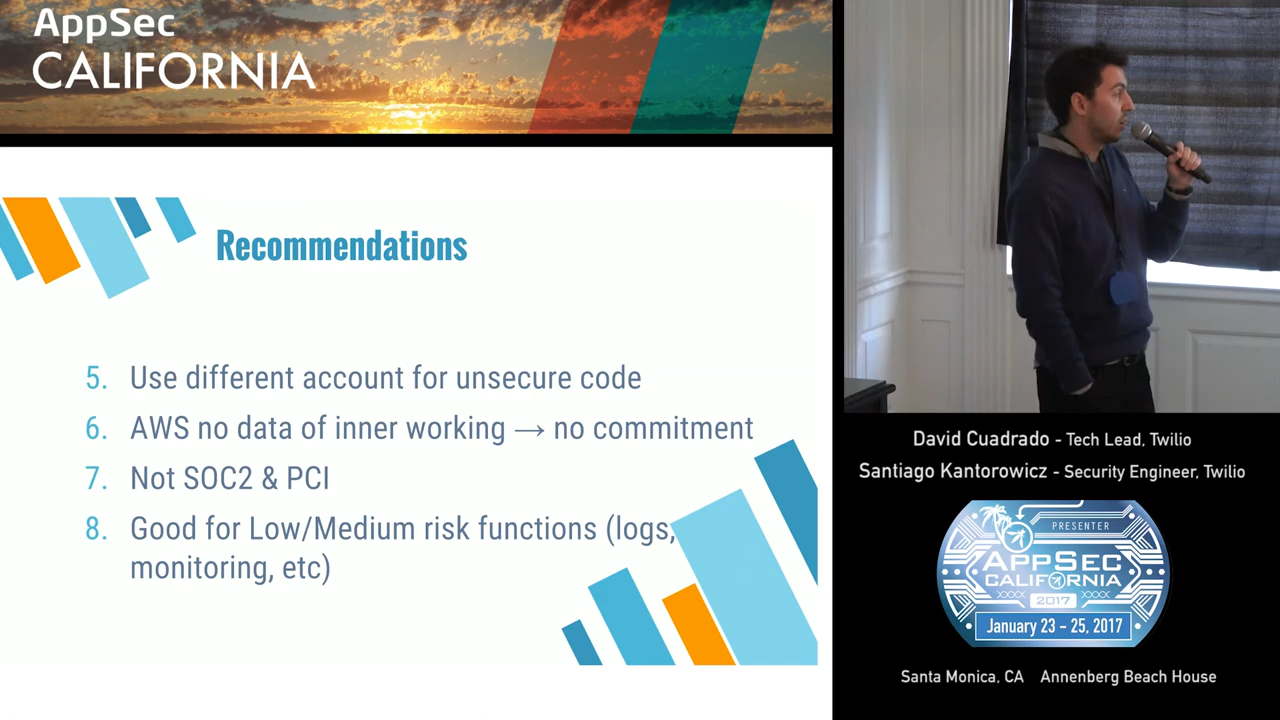 AppSec
CALIFORNIA
Recommendations
5. Use different account for unsecure code
6. AWS no data of inner working → no commitment
7. Not SOC2 & PCI
8. Good for Low/Medium risk functions (logs,
monitoring, etc)
David Cuadrado - Tech Lead, Twilio
Santiago Kantorowicz - Security Engineer, Twilio
PRESENTER
APPSEC
CALIFORNIA
2017
January 23 - 25, 2017
Santa Monica, CA Annenberg Beach House